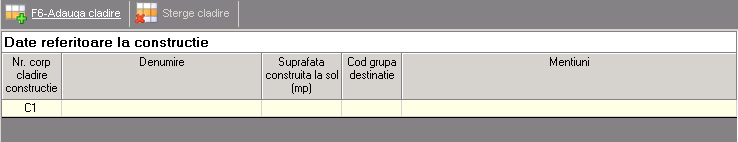 F6-Adauga cladire Sterge cladire
Date referitoare la constructie
Nr. corp cladire constructie
Denumire
Suprafata construita la sol (mp)
Cod grupa destinatie
Mentiuni
C1